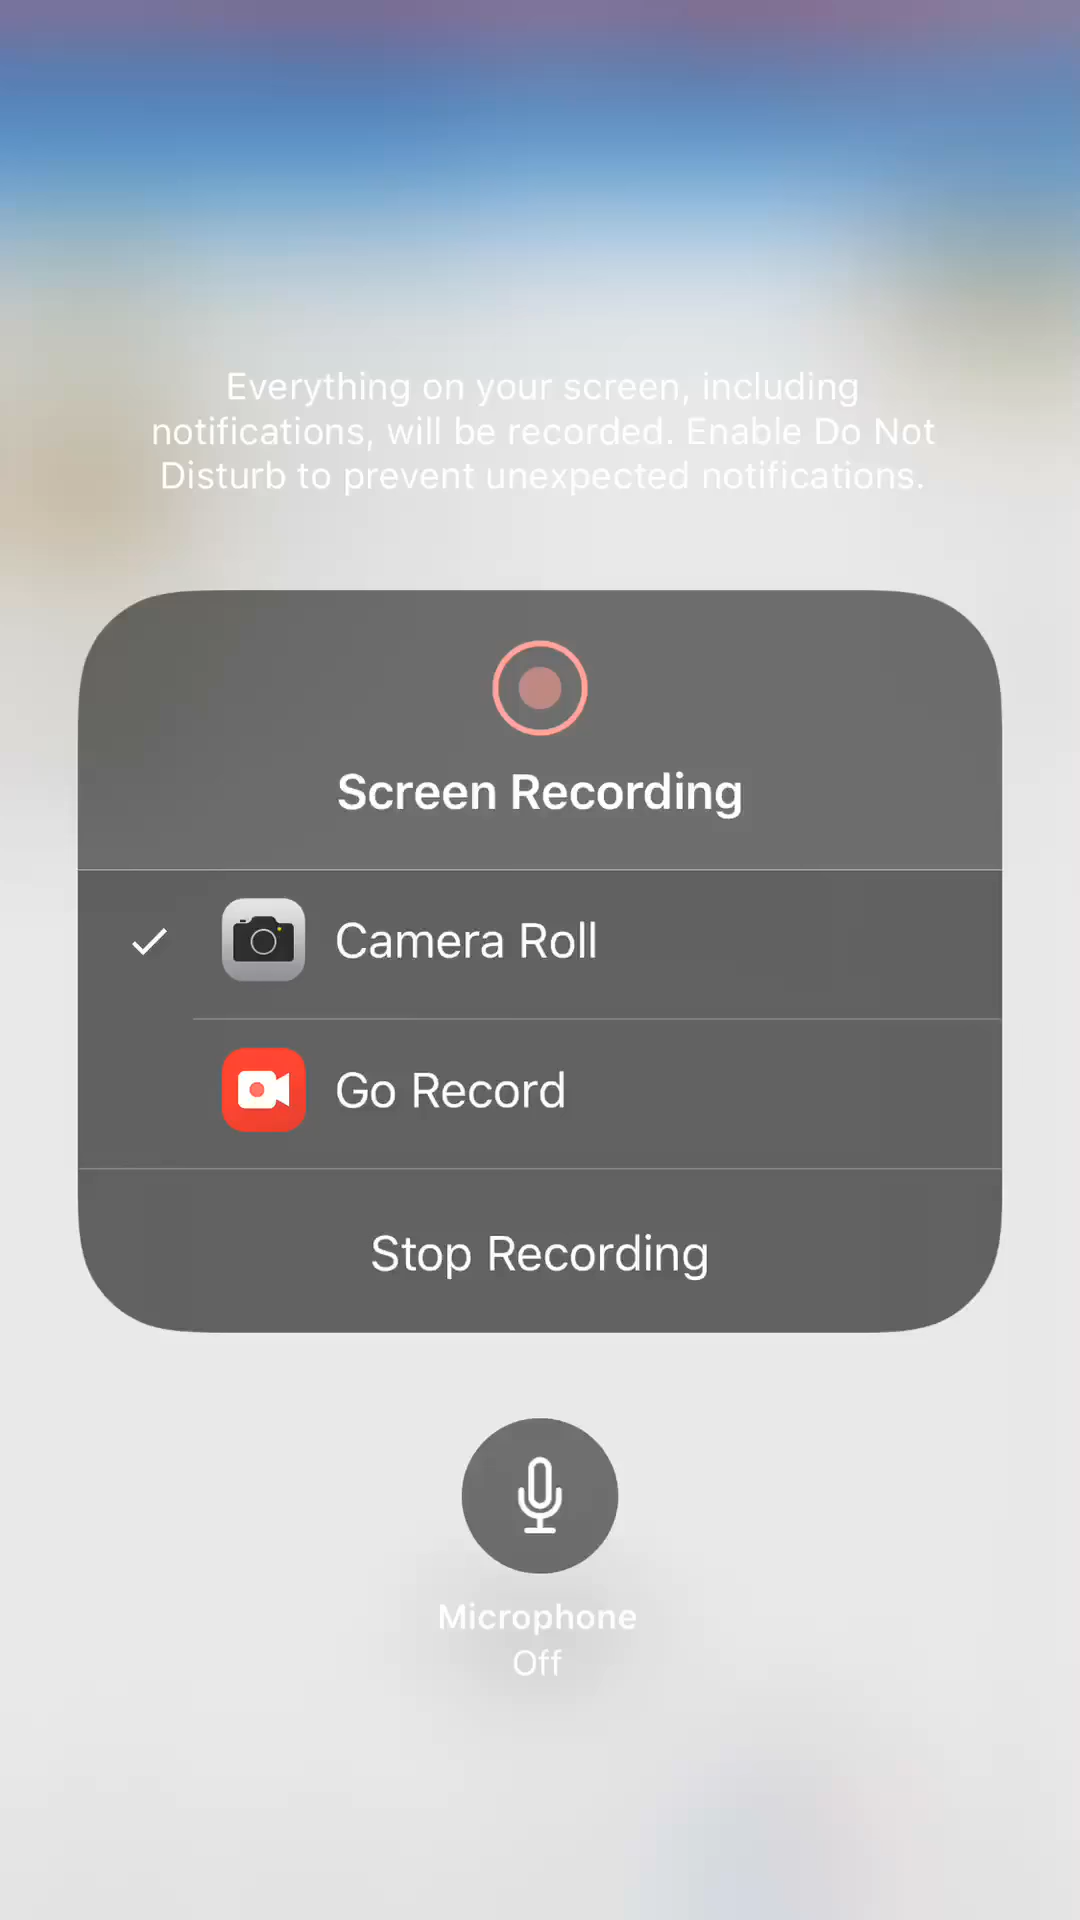 Everything on your screen, including
notifications, will be recorded. Enable Do Not
Disturb to prevent unexpected notifications.
Screen Recording
Camera Roll
Go Record
Stop Recording
Microphone
Off